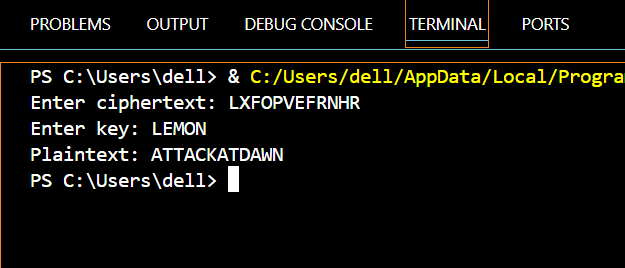 PROBLEMS OUTPUT DEBUG CONSOLE TERMINAL PORTS
PS C:\Users\dell> & C:/Users/dell/AppData/Local/Progra
Enter ciphertext: LXFOPVEFRNHR
Enter key: LEMON
Plaintext: ATTACKATDAWN
PS C:\Users\dell>